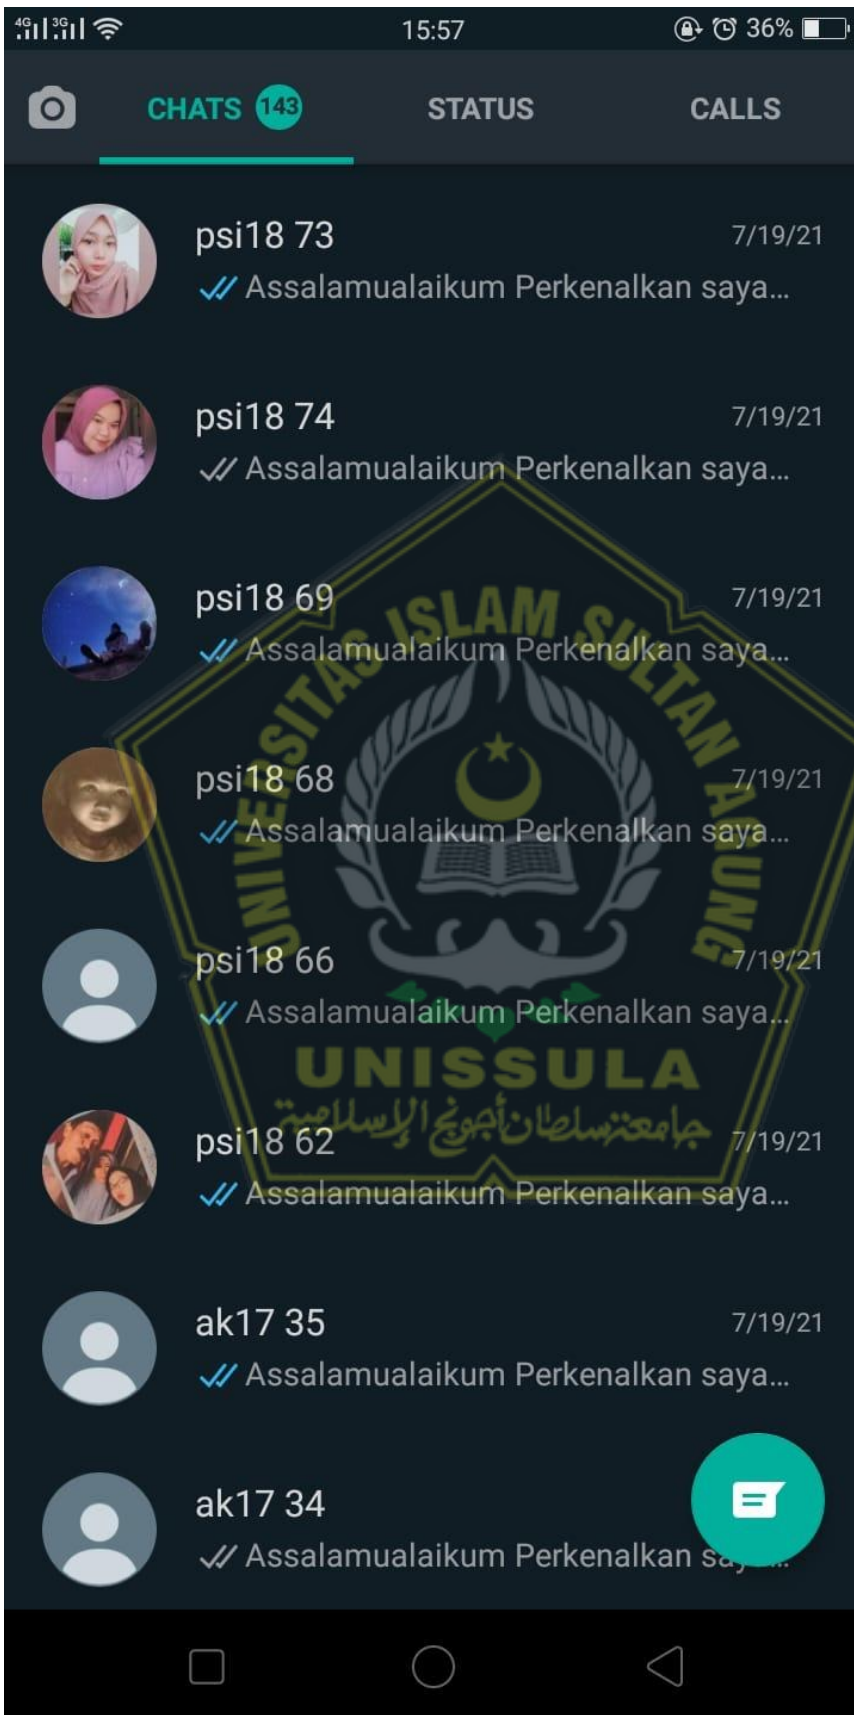 4G 3G 15:57 36%
CHATS 143 STATUS CALLS
psi18 73 7/19/21
Assalamualaikum Perkenalkan saya...
psi18 74 7/19/21
Assalamualaikum Perkenalkan saya...
psi18 69 7/19/21
Assalamualaikum Perkenalkan saya...
psi18 68 7/19/21
Assalamualaikum Perkenalkan saya...
psi18 66 7/19/21
Assalamualaikum Perkenalkan saya...
psi18 62 7/19/21
Assalamualaikum Perkenalkan saya...
ak17 35 7/19/21
Assalamualaikum Perkenalkan saya...
ak17 34
Assalamualaikum Perkenalkan
UNIVERSITAS ISLAM SULTAN AGUNG
UNISSULA
جامعة سلطان أجونج الإسلامية